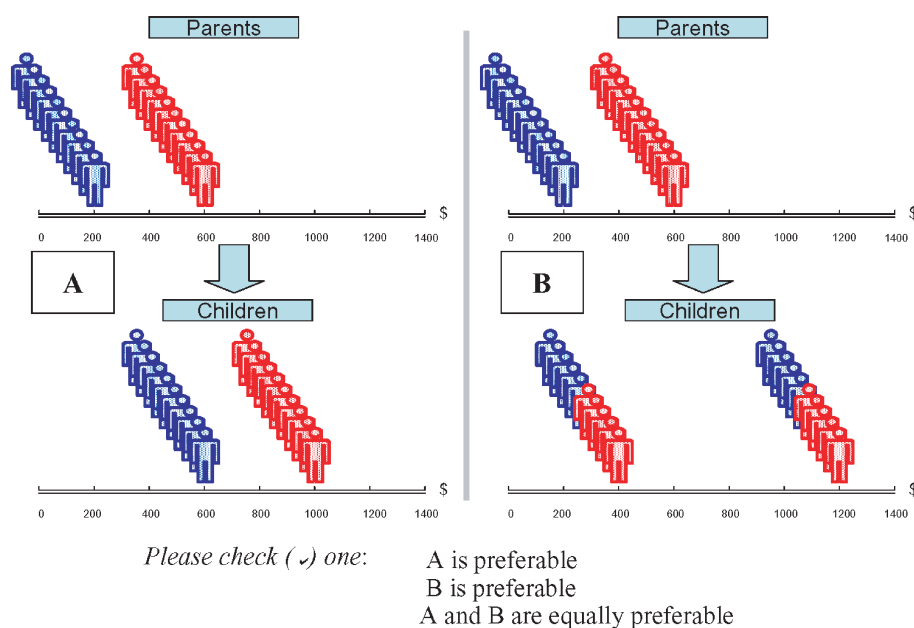 Parents
Parents
$
$
0 200 400 600 800 1000 1200 1400
0 200 400 600 800 1000 1200 1400
A
B
Children
Children
$
$
0 200 400 600 800 1000 1200 1400
0 200 400 600 800 1000 1200 1400
Please check (✓) one: A is preferable
B is preferable
A and B are equally preferable